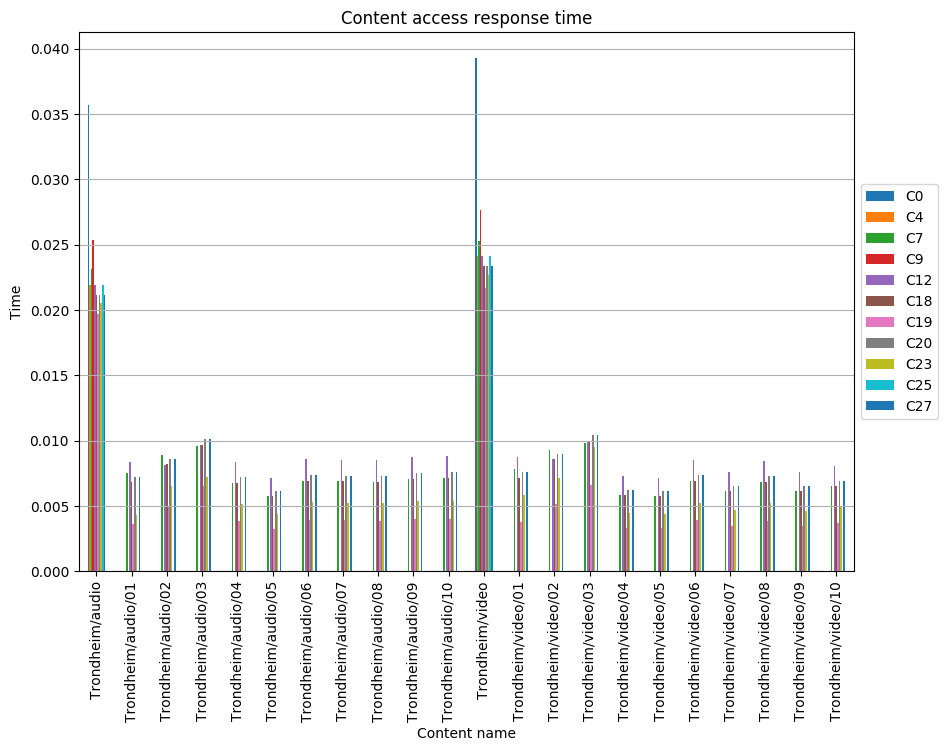 Content access response time
0.040
0.035
0.030
0.025
0.020
0.015
0.010
0.005
0.000
Time
Trondheim/audio
Trondheim/audio/01
Trondheim/audio/02
Trondheim/audio/03
Trondheim/audio/04
Trondheim/audio/05
Trondheim/audio/06
Trondheim/audio/07
Trondheim/audio/08
Trondheim/audio/09
Trondheim/audio/10
Trondheim/video
Trondheim/video/01
Trondheim/video/02
Trondheim/video/03
Trondheim/video/04
Trondheim/video/05
Trondheim/video/06
Trondheim/video/07
Trondheim/video/08
Trondheim/video/09
Trondheim/video/10
Content name
C0
C4
C7
C9
C12
C18
C19
C20
C23
C25
C27